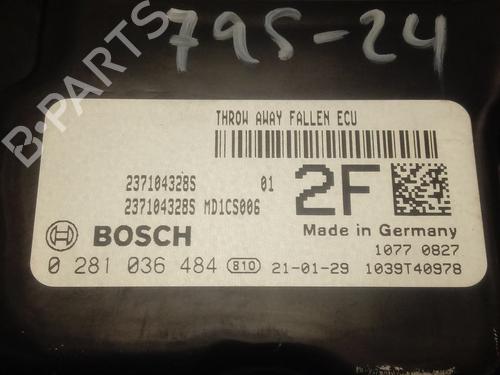 795-24
B-PARTS
THROW AWAY FALLEN ECU
237104328S 01
237104328S MD1CS006
2F
BOSCH
Made in Germany
1077 0827
0 281 036 484 B10 21-01-29 1039T40978